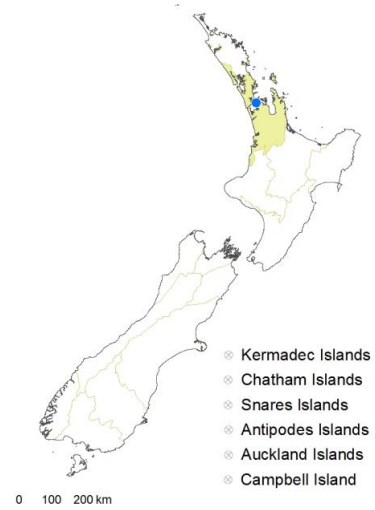 Kermadec Islands
Chatham Islands
Snares Islands
Antipodes Islands
Auckland Islands
Campbell Island
0 100 200 km